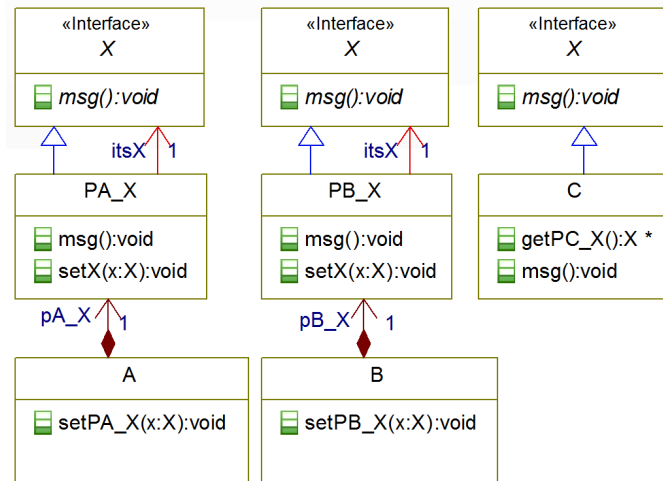 «Interface»
X
msg():void
«Interface»
X
msg():void
«Interface»
X
msg():void
itsX 1
itsX 1
PA_X
msg():void
setX(x:X):void
PB_X
msg():void
setX(x:X):void
C
getPC_X():X *
msg():void
pA_X 1
pB_X 1
A
setPA_X(x:X):void
B
setPB_X(x:X):void